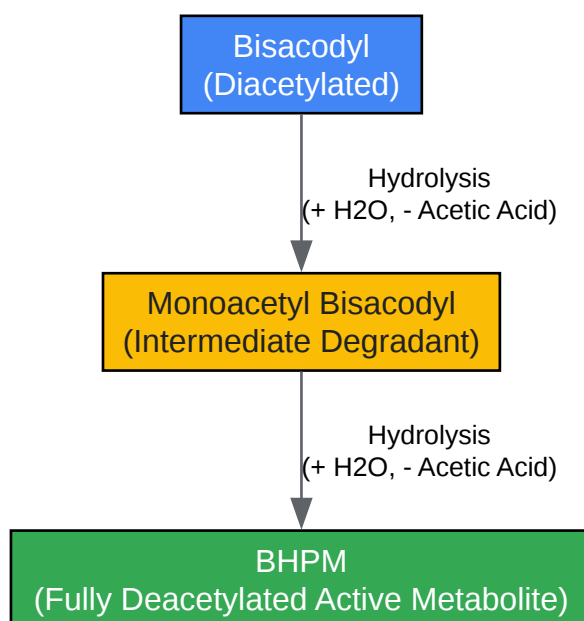 Bisacodyl
(Diacetylated)
Hydrolysis
(+ H2O, - Acetic Acid)
Monoacetyl Bisacodyl
(Intermediate Degradant)
Hydrolysis
(+ H2O, - Acetic Acid)
BHPM
(Fully Deacetylated Active Metabolite)